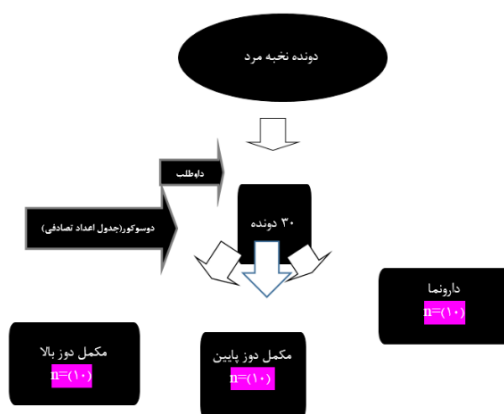 دونده نخبه مرد
داوطلب
۳۰ دونده
دوسوکور(جدول اعداد تصادفی)
دارونما
n=(۱۰)
مکمل دوز پایین
n=(۱۰)
مکمل دوز بالا
n=(۱۰)